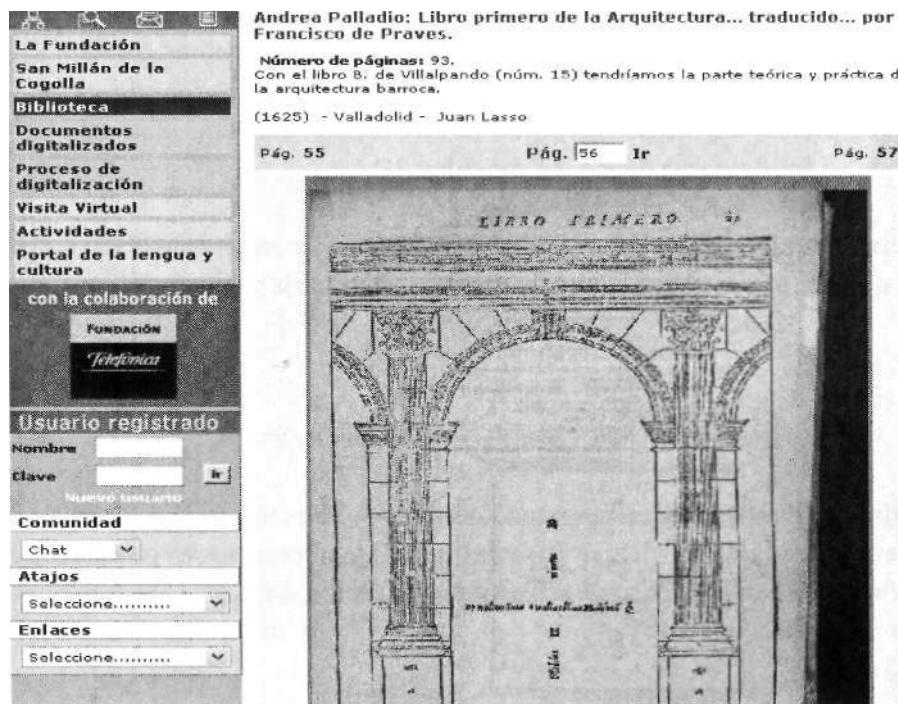 La Fundación
San Millán de la
Cogolla
Biblioteca
Documentos
digitalizados
Proceso de
digitalización
Visita Virtual
Actividades
Portal de la lengua y
cultura
con la colaboración de
FUNDACIÓN
Telefónica
Usuario registrado
Nombre
Clave
Ir
Nuevo usuario
Comunidad
Chat
Atajos
Seleccione..........
Enlaces
Seleccione..........
Andrea Palladio: Libro primero de la Arquitectura... traducido... por
Francisco de Praves.
Número de páginas: 93.
Con el libro B. de Villalpando (núm. 15) tendríamos la parte teórica y práctica d
la arquitectura barroca.
(1625) - Valladolid - Juan Lasso
Pág. 55 Pág. 56 Ir Pág. 57
LIBRO PRIMERO